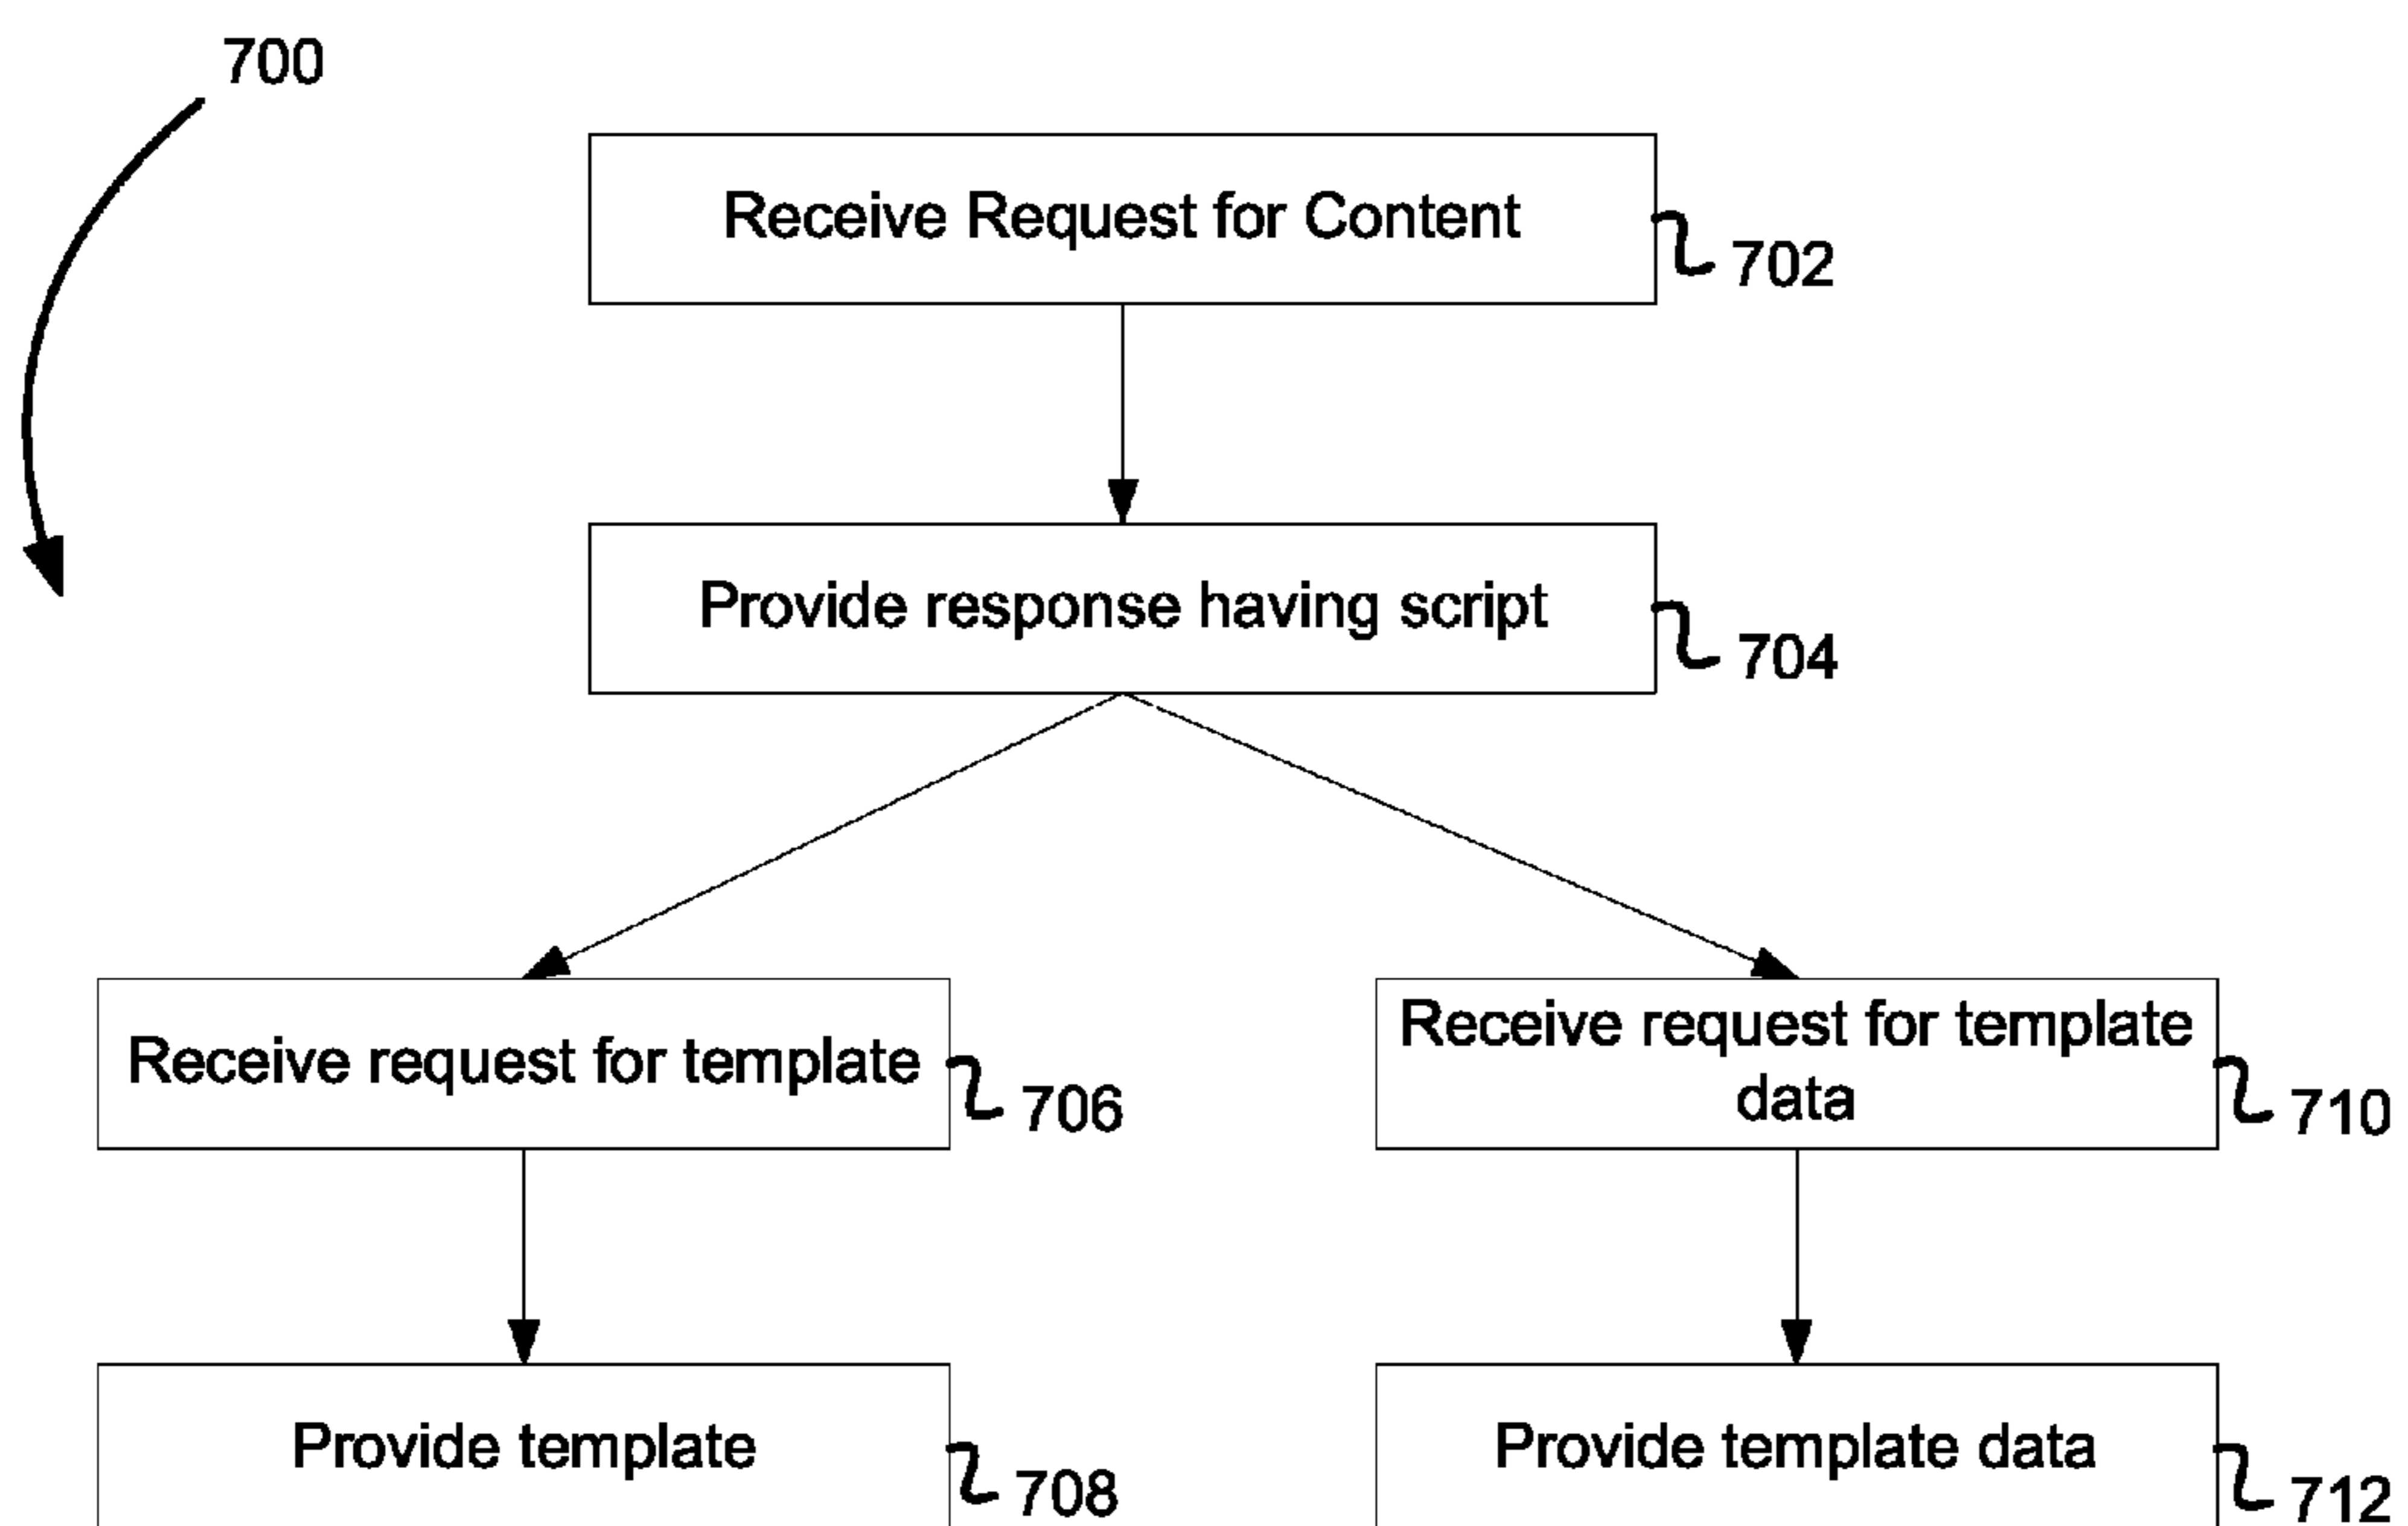 700
Receive Request for Content
702
Provide response having script
704
Receive request for template
706
Receive request for template
data
710
Provide template
708
Provide template data
712